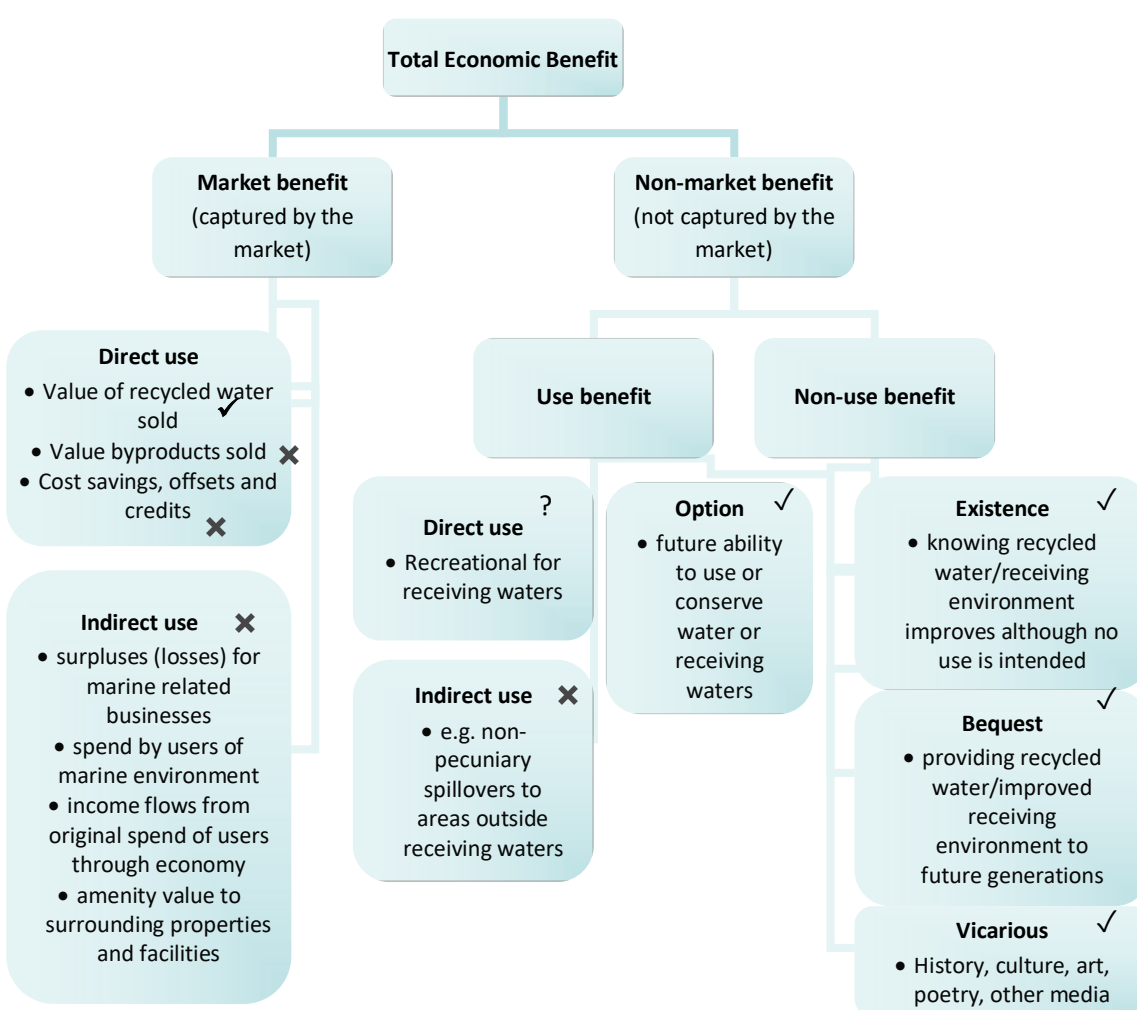 Total Economic Benefit
Market benefit
(captured by the
market)
Non-market benefit
(not captured by the
market)
Direct use
• Value of recycled water
sold ✓
• Value byproducts sold ✖
• Cost savings, offsets and
credits ✖
Indirect use ✖
• surpluses (losses) for
marine related
businesses
• spend by users of
marine environment
• income flows from
original spend of users
through economy
• amenity value to
surrounding properties
and facilities
Use benefit
Non-use benefit
?
Direct use
• Recreational for
receiving waters
Indirect use ✖
• e.g. non-
pecuniary
spillovers to
areas outside
receiving waters
Option ✓
• future ability
to use or
conserve
water or
receiving
waters
Existence ✓
• knowing recycled
water/receiving
environment
improves although no
use is intended
Bequest ✓
• providing recycled
water/improved
receiving
environment to
future generations
Vicarious ✓
• History, culture, art,
poetry, other media